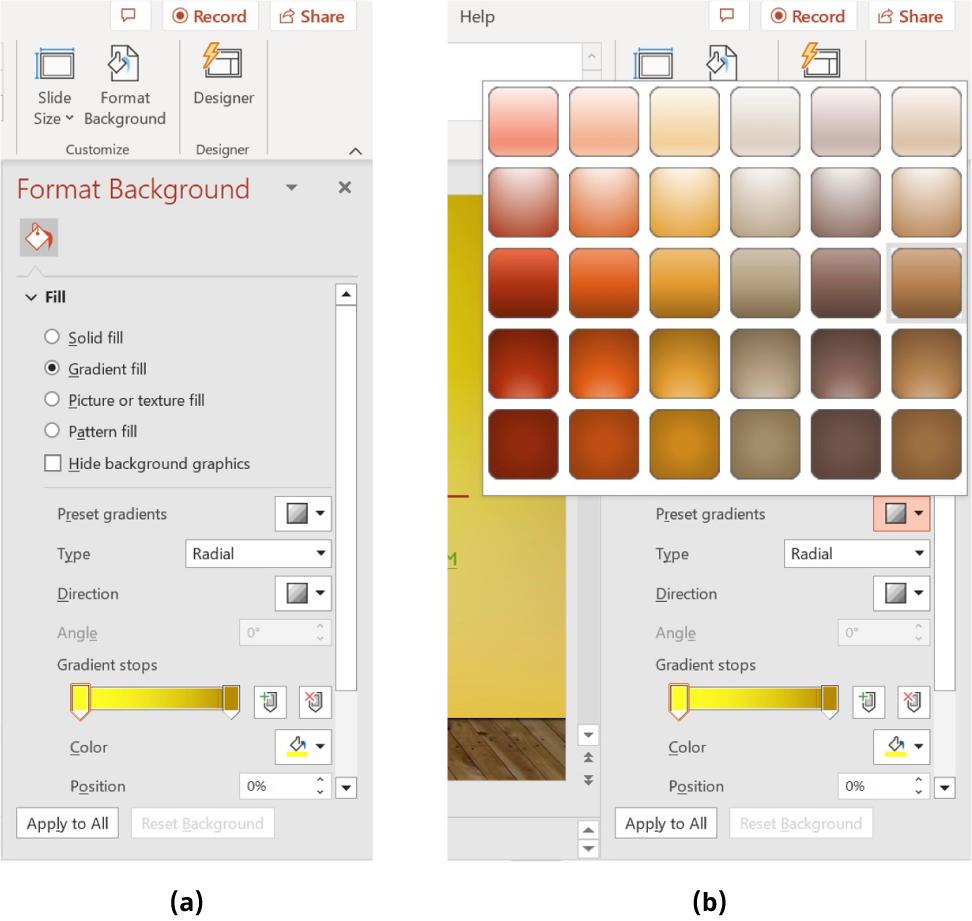 Record
Share
Slide
Size
Format
Background
Designer
Customize
Designer
Format Background
Fill
Solid fill
Gradient fill
Picture or texture fill
Pattern fill
Hide background graphics
Preset gradients
Type
Radial
Direction
Angle
0°
Gradient stops
Color
Position
0%
Apply to All
Reset Background
(a)
Help
Record
Share
M
Preset gradients
Type
Radial
Direction
Angle
0°
Gradient stops
Color
Position
0%
Apply to All
Reset Background
(b)